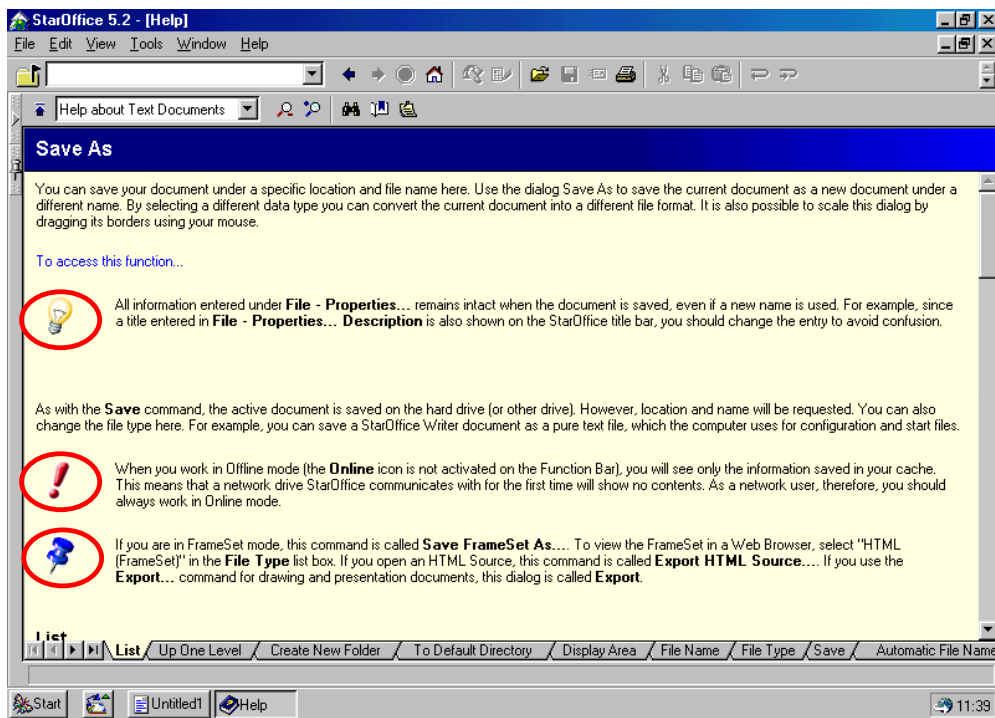 StarOffice 5.2 - [Help]
File Edit View Tools Window Help
Help about Text Documents
Save As
You can save your document under a specific location and file name here. Use the dialog Save As to save the current document as a new document under a
different name. By selecting a different data type you can convert the current document into a different file format. It is also possible to scale this dialog by
dragging its borders using your mouse.
To access this function...
All information entered under File - Properties... remains intact when the document is saved, even if a new name is used. For example, since
a title entered in File - Properties... Description is also shown on the StarOffice title bar, you should change the entry to avoid confusion.
As with the Save command, the active document is saved on the hard drive (or other drive). However, location and name will be requested. You can also
change the file type here. For example, you can save a StarOffice Writer document as a pure text file, which the computer uses for configuration and start files.
When you work in Offline mode (the Online icon is not activated on the Function Bar), you will see only the information saved in your cache.
This means that a network drive StarOffice communicates with for the first time will show no contents. As a network user, therefore, you should
always work in Online mode.
If you are in FrameSet mode, this command is called Save FrameSet As.... To view the FrameSet in a Web Browser, select "HTML
(FrameSet)" in the File Type list box. If you open an HTML Source, this command is called Export HTML Source.... If you use the
Export... command for drawing and presentation documents, this dialog is called Export.
List
List Up One Level Create New Folder To Default Directory Display Area File Name File Type Save Automatic File Name
Start Untitled1 Help 11:39